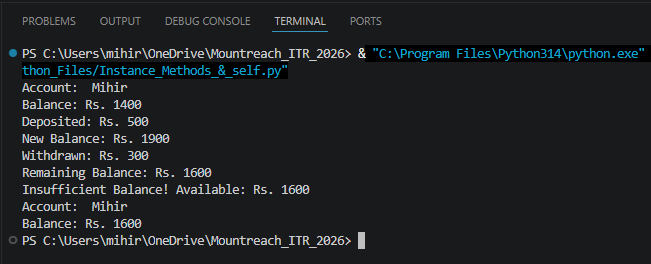 PROBLEMS OUTPUT DEBUG CONSOLE TERMINAL PORTS
PS C:\Users\mihir\OneDrive\Mountreach_ITR_2026> & "C:\Program Files\Python314\python.exe"
thon_Files/Instance_Methods_&_self.py"
Account:  Mihir
Balance: Rs. 1400
Deposited: Rs. 500
New Balance: Rs. 1900
Withdrawn: Rs. 300
Remaining Balance: Rs. 1600
Insufficient Balance! Available: Rs. 1600
Account:  Mihir
Balance: Rs. 1600
PS C:\Users\mihir\OneDrive\Mountreach_ITR_2026>